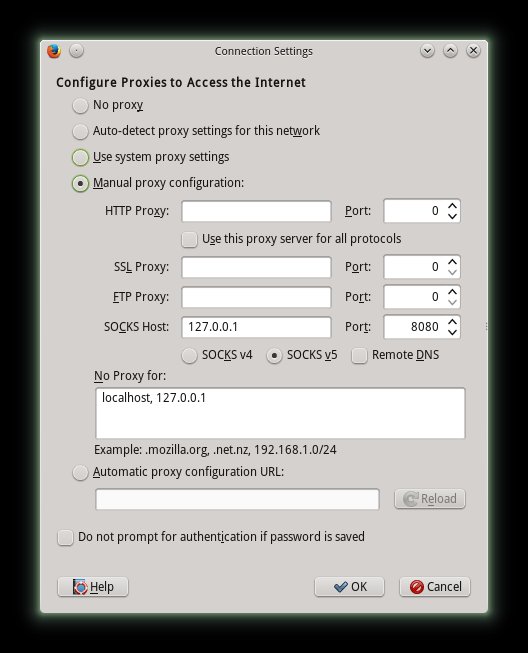 Connection Settings
Configure Proxies to Access the Internet
No proxy
Auto-detect proxy settings for this network
Use system proxy settings
Manual proxy configuration:
HTTP Proxy: Port: 0
Use this proxy server for all protocols
SSL Proxy: Port: 0
FTP Proxy: Port: 0
SOCKS Host: 127.0.0.1 Port: 8080
SOCKS v4 SOCKS v5 Remote DNS
No Proxy for:
localhost, 127.0.0.1
Example: .mozilla.org, .net.nz, 192.168.1.0/24
Automatic proxy configuration URL:
Reload
Do not prompt for authentication if password is saved
Help OK Cancel